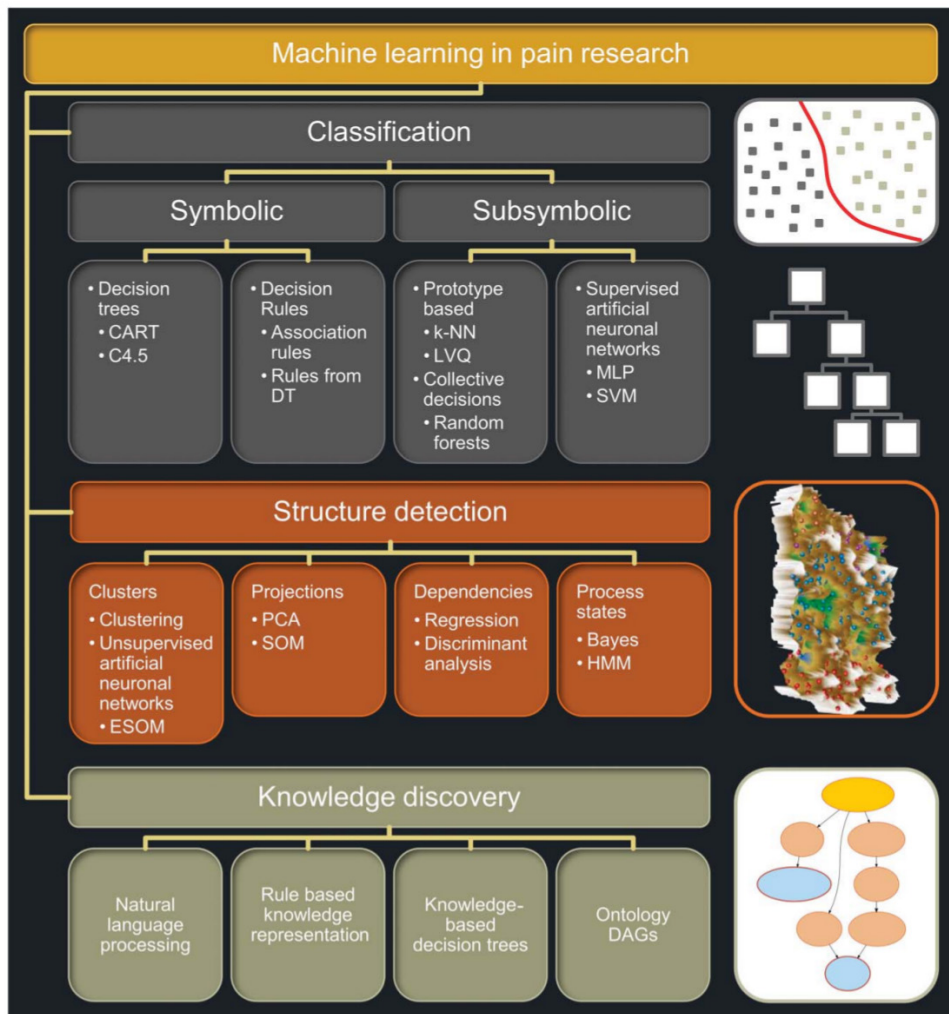 Machine learning in pain research
Classification
Symbolic
Subsymbolic
• Decision
trees
• CART
• C4.5
• Decision
Rules
• Association
rules
• Rules from
DT
• Prototype
based
• k-NN
• LVQ
• Collective
decisions
• Random
forests
• Supervised
artificial
neuronal
networks
• MLP
• SVM
Structure detection
Clusters
• Clustering
• Unsupervised
artificial
neuronal
networks
• ESOM
Projections
• PCA
• SOM
Dependencies
• Regression
• Discriminant
analysis
Process
states
• Bayes
• HMM
Knowledge discovery
Natural
language
processing
Rule based
knowledge
representation
Knowledge-
based
decision trees
Ontology
DAGs